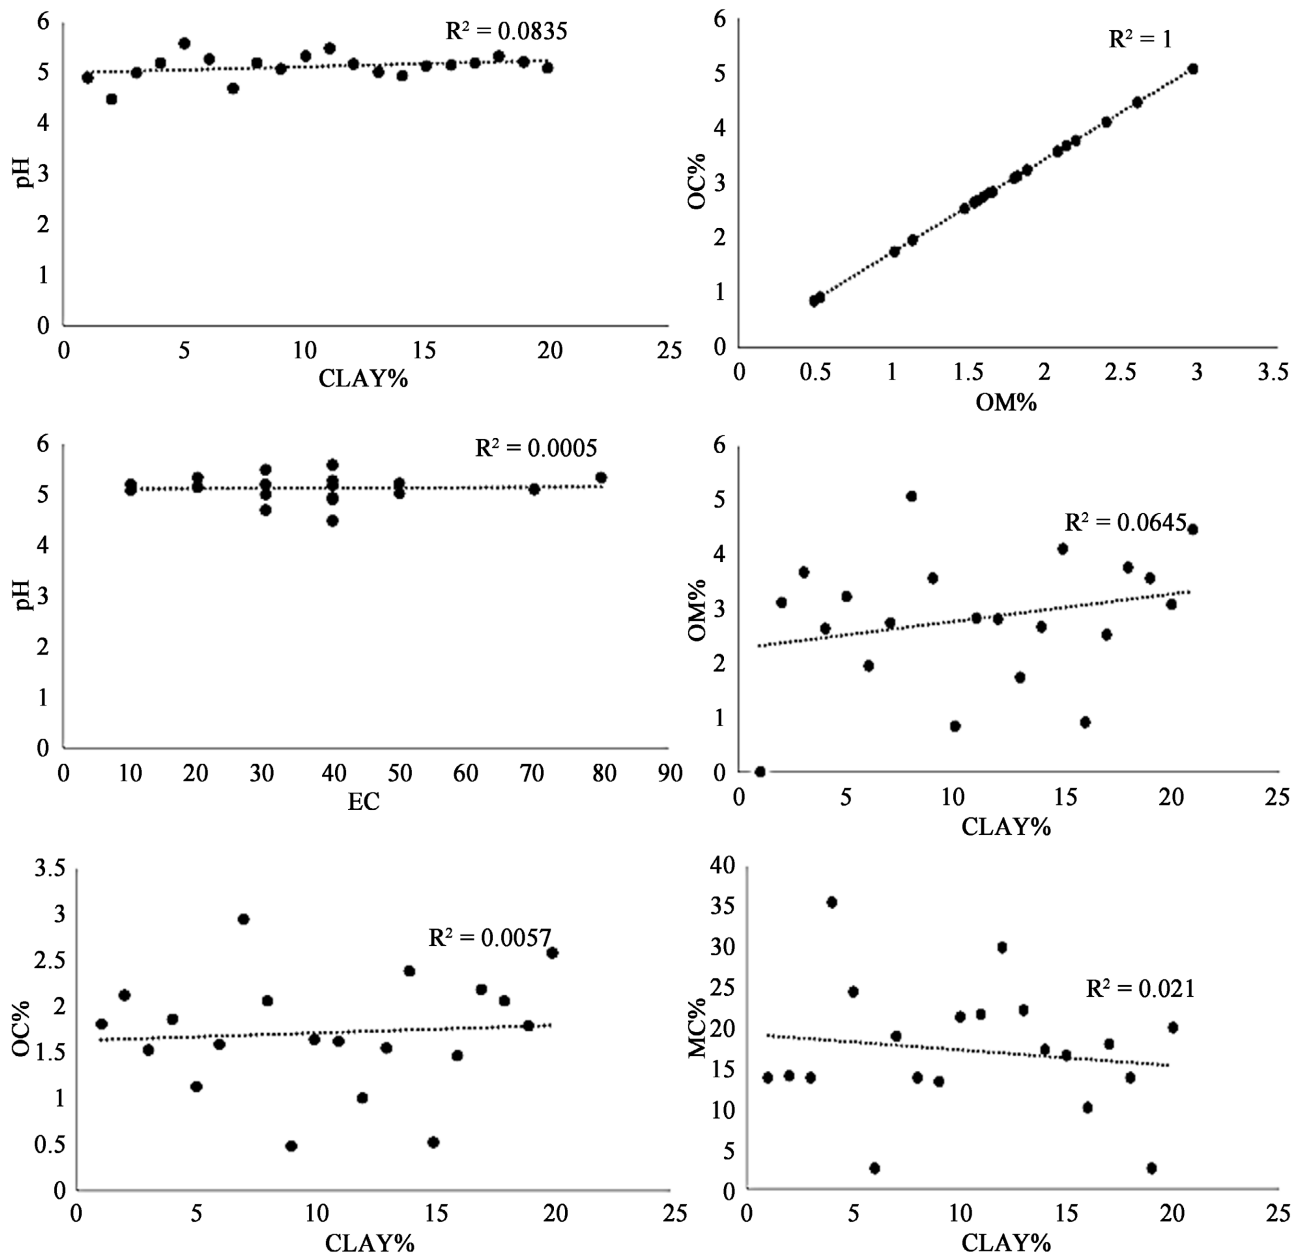 6
5
4
3
2
1
0
pH
R² = 0.0835
0 5 10 15 20 25
CLAY%
6
5
4
3
2
1
0
OC%
R² = 1
0 0.5 1 1.5 2 2.5 3 3.5
OM%
6
5
4
3
2
1
0
pH
R² = 0.0005
0 10 20 30 40 50 60 70 80 90
EC
6
5
4
3
2
1
0
OM%
R² = 0.0645
0 5 10 15 20 25
CLAY%
3.5
3
2.5
2
1.5
1
0.5
0
OC%
R² = 0.0057
0 5 10 15 20 25
CLAY%
40
35
30
25
20
15
10
5
0
MC%
R² = 0.021
0 5 10 15 20 25
CLAY%